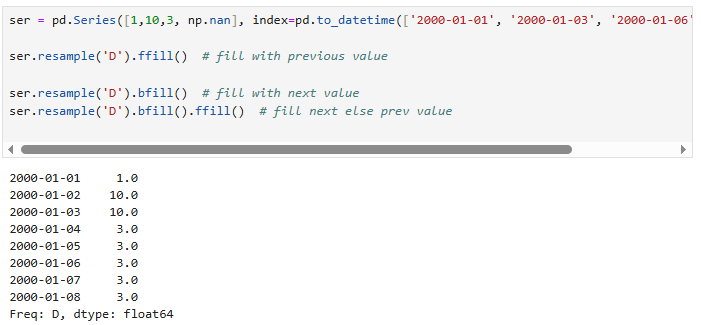 ser = pd.Series([1,10,3, np.nan], index=pd.to_datetime(['2000-01-01', '2000-01-03', '2000-01-06'
ser.resample('D').ffill()  # fill with previous value
ser.resample('D').bfill()  # fill with next value
ser.resample('D').bfill().ffill()  # fill next else prev value
2000-01-01     1.0
2000-01-02    10.0
2000-01-03    10.0
2000-01-04     3.0
2000-01-05     3.0
2000-01-06     3.0
2000-01-07     3.0
2000-01-08     3.0
Freq: D, dtype: float64